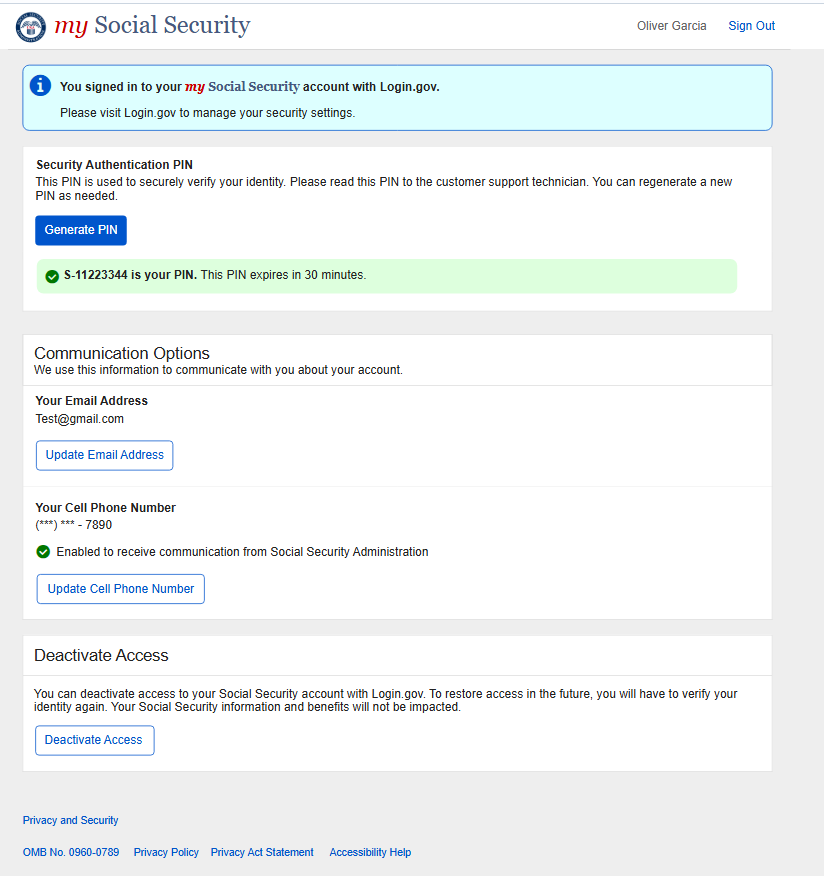 my Social Security
Oliver Garcia
Sign Out
You signed in to your my Social Security account with Login.gov.
Please visit Login.gov to manage your security settings.
Security Authentication PIN
This PIN is used to securely verify your identity. Please read this PIN to the customer support technician. You can regenerate a new
PIN as needed.
Generate PIN
S-11223344 is your PIN. This PIN expires in 30 minutes.
Communication Options
We use this information to communicate with you about your account.
Your Email Address
Test@gmail.com
Update Email Address
Your Cell Phone Number
(***) *** - 7890
Enabled to receive communication from Social Security Administration
Update Cell Phone Number
Deactivate Access
You can deactivate access to your Social Security account with Login.gov. To restore access in the future, you will have to verify your
identity again. Your Social Security information and benefits will not be impacted.
Deactivate Access
Privacy and Security
OMB No. 0960-0789
Privacy Policy
Privacy Act Statement
Accessibility Help